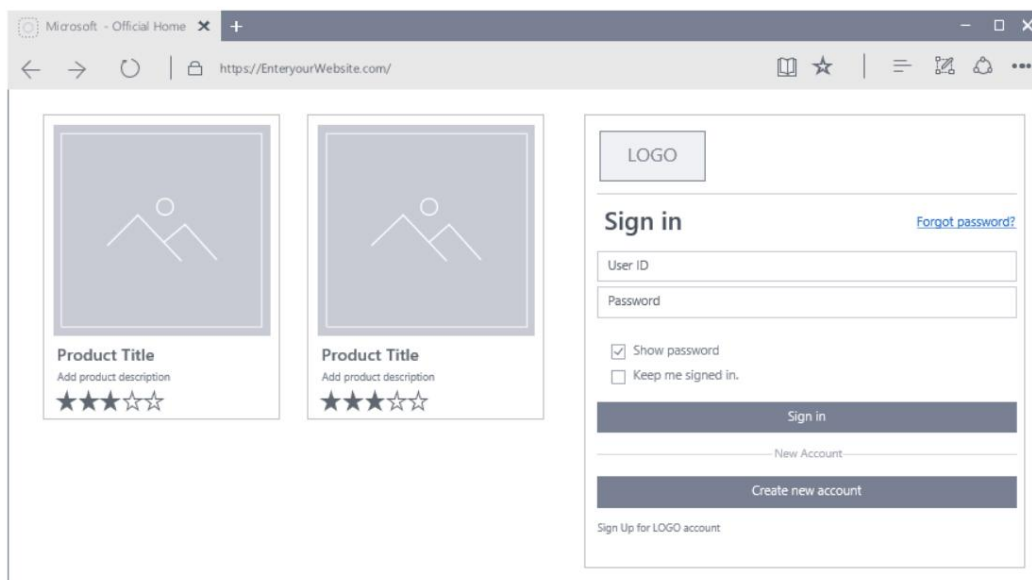 Microsoft - Official Home
https://EnteryourWebsite.com/
Product Title
Add product description
Product Title
Add product description
LOGO
Sign in
Forgot password?
User ID
Password
Show password
Keep me signed in.
Sign in
New Account
Create new account
Sign Up for LOGO account